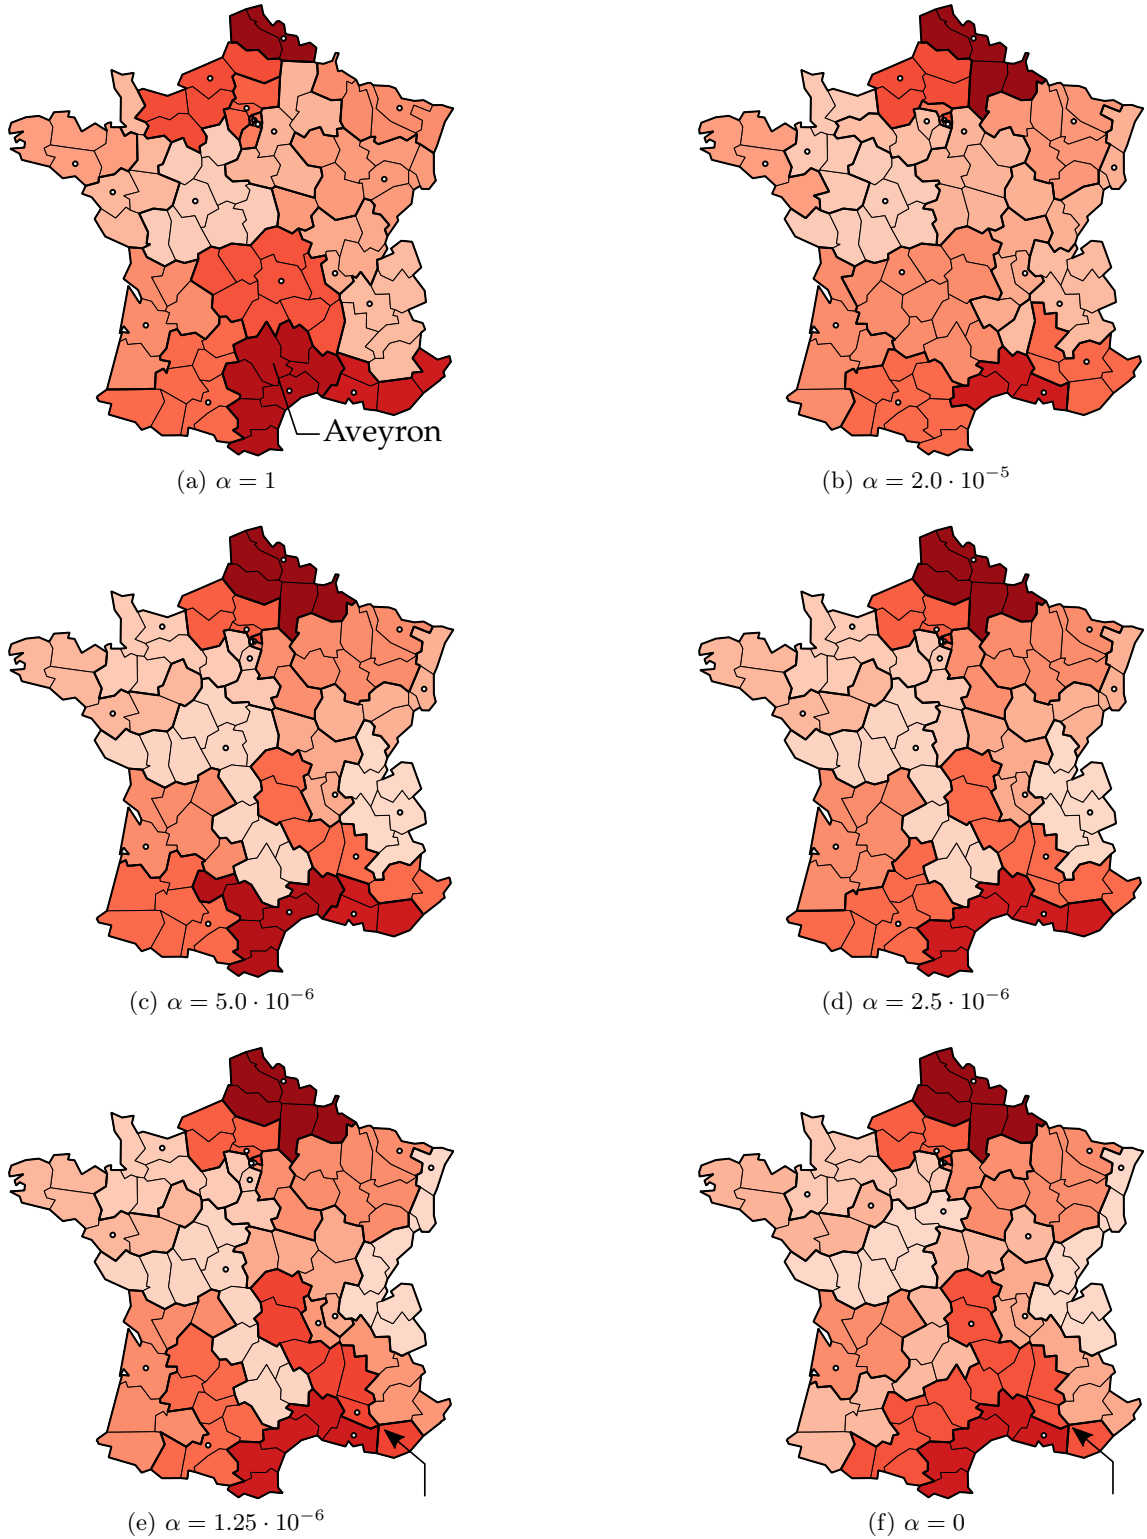 Aveyron
(a) α = 1
(b) α = 2.0 · 10⁻⁵
(c) α = 5.0 · 10⁻⁶
(d) α = 2.5 · 10⁻⁶
(e) α = 1.25 · 10⁻⁶
(f) α = 0